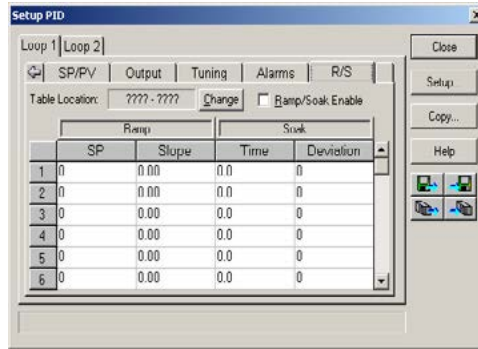 Setup PID
Loop 1 Loop 2
Close
SP/PV Output Tuning Alarms R/S
Setup
Table Location: ???? - ???? Change Ramp/Soak Enable
Copy...
Ramp Soak
SP Slope Time Deviation
Help
1 0 0.00 0.0 0
2 0 0.00 0.0 0
3 0 0.00 0.0 0
4 0 0.00 0.0 0
5 0 0.00 0.0 0
6 0 0.00 0.0 0